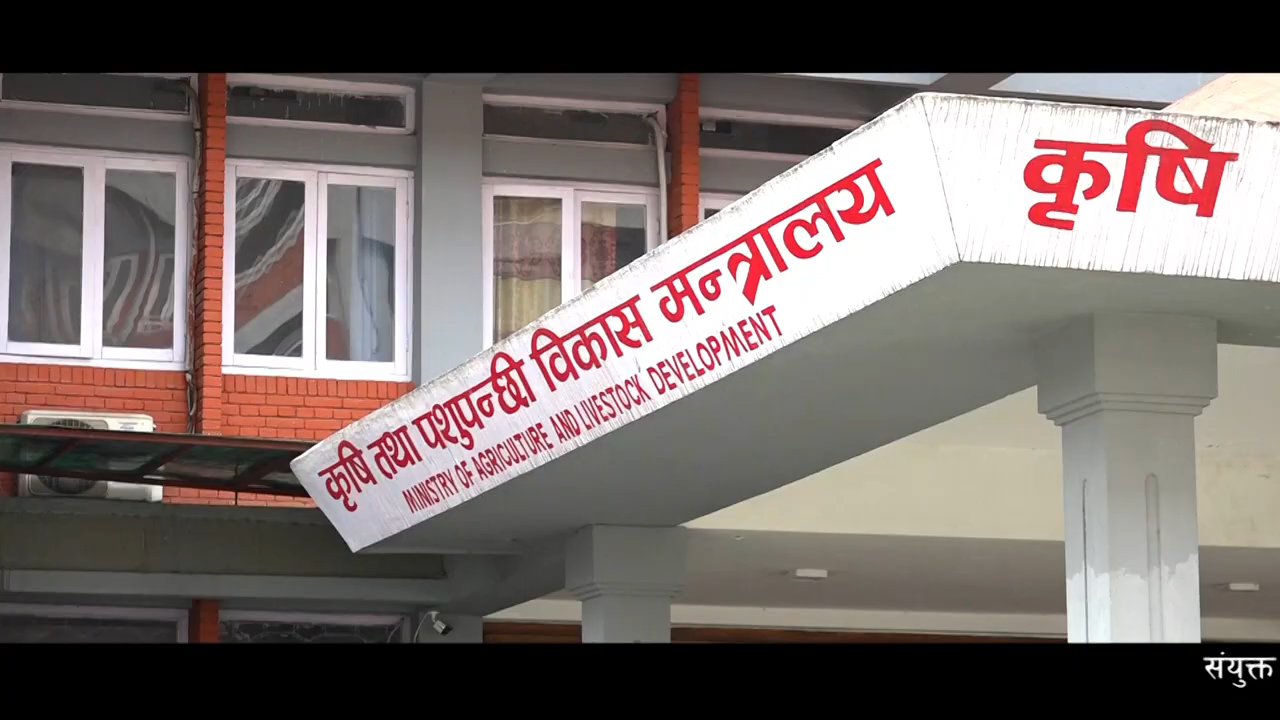 कृषि तथा पशुपन्छी विकास मन्त्रालय
MINISTRY OF AGRICULTURE AND LIVESTOCK DEVELOPMENT
कृषि
संयुक्त